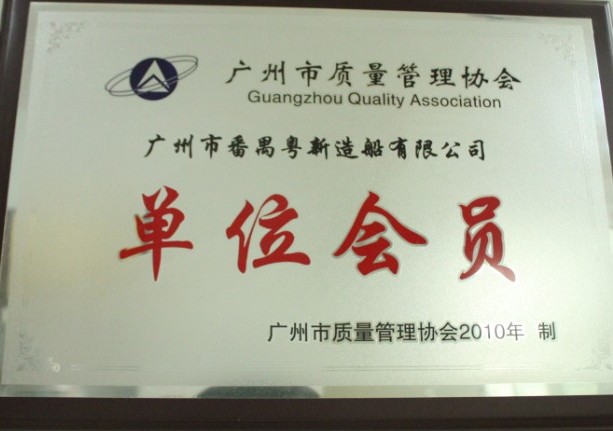 广州市质量管理协会
Guangzhou Quality Association
广州市番禺粤新造船有限公司
单位会员
广州市质量管理协会2010年 制